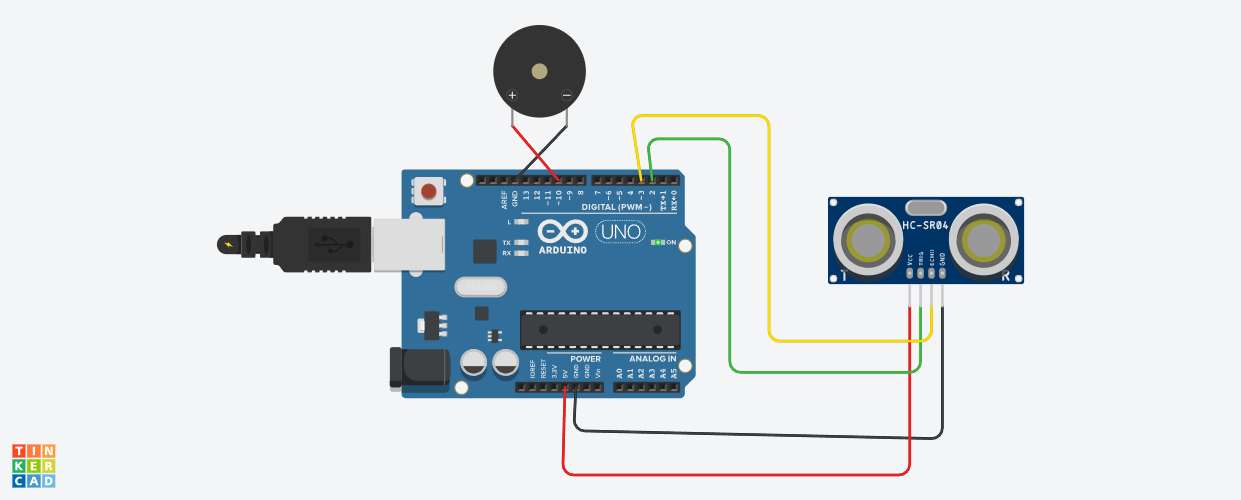 + −
AREF GND 13 12 ~11 ~10 ~9 8 7 ~6 ~5 4 ~3 2 TX→1 RX←0
DIGITAL (PWM~)
L
TX
RX
UNO
ON
ARDUINO
HC-SR04
VCC TRIG ECHO GND
T R
POWER ANALOG IN
IOREF RESET 3.3V 5V GND GND Vin A0 A1 A2 A3 A4 A5
TIN
KER
CAD